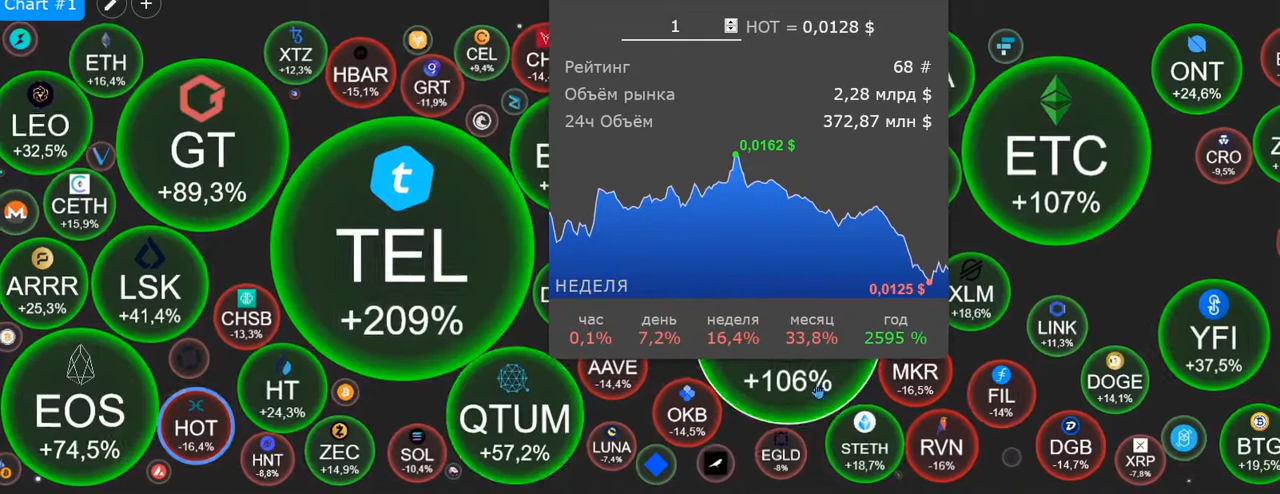 Chart #1
ETH
+16,4%
XTZ
+12,3%
HBAR
-15,1%
GRT
-11,9%
CEL
+9,4%
LEO
+32,5%
GT
+89,3%
CETH
+15,9%
TEL
+209%
ARRR
+25,3%
LSK
+41,4%
CHSB
-13,3%
EOS
+74,5%
HOT
-16,4%
HT
+24,3%
HNT
-8,8%
ZEC
+14,9%
SOL
-10,4%
QTUM
+57,2%
1 HOT = 0,0128 $
Рейтинг 68 #
Объём рынка 2,28 млрд $
24ч Объём 372,87 млн $
0,0162 $
НЕДЕЛЯ
0,0125 $
час день неделя месяц год
0,1% 7,2% 16,4% 33,8% 2595 %
AAVE
-14,4%
+106%
MKR
-16,5%
OKB
-14,5%
LUNA
-7,4%
EGLD
-8%
STETH
+18,7%
RVN
-16%
ETC
+107%
ONT
+24,6%
CRO
-9,5%
XLM
+18,6%
LINK
+11,3%
YFI
+37,5%
DOGE
+14,1%
FIL
-14%
DGB
-14,7%
XRP
-7,8%
BTG
+19,5%